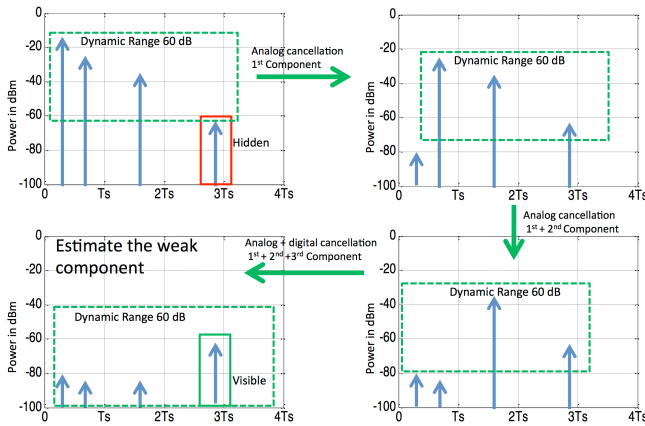 0
-20
-40
-60
-80
-100
Power in dBm
Dynamic Range 60 dB
Hidden
0
Ts
2Ts
3Ts
4Ts
Analog cancellation
1st Component
0
-20
-40
-60
-80
-100
Power in dBm
Dynamic Range 60 dB
0
Ts
2Ts
3Ts
4Ts
Analog cancellation
1st + 2nd Component
0
-20
-40
-60
-80
-100
Power in dBm
Estimate the weak
component
Dynamic Range 60 dB
Visible
0
Ts
2Ts
3Ts
4Ts
Analog + digital cancellation
1st + 2nd +3rd Component
0
-20
-40
-60
-80
-100
Power in dBm
Dynamic Range 60 dB
0
Ts
2Ts
3Ts
4Ts